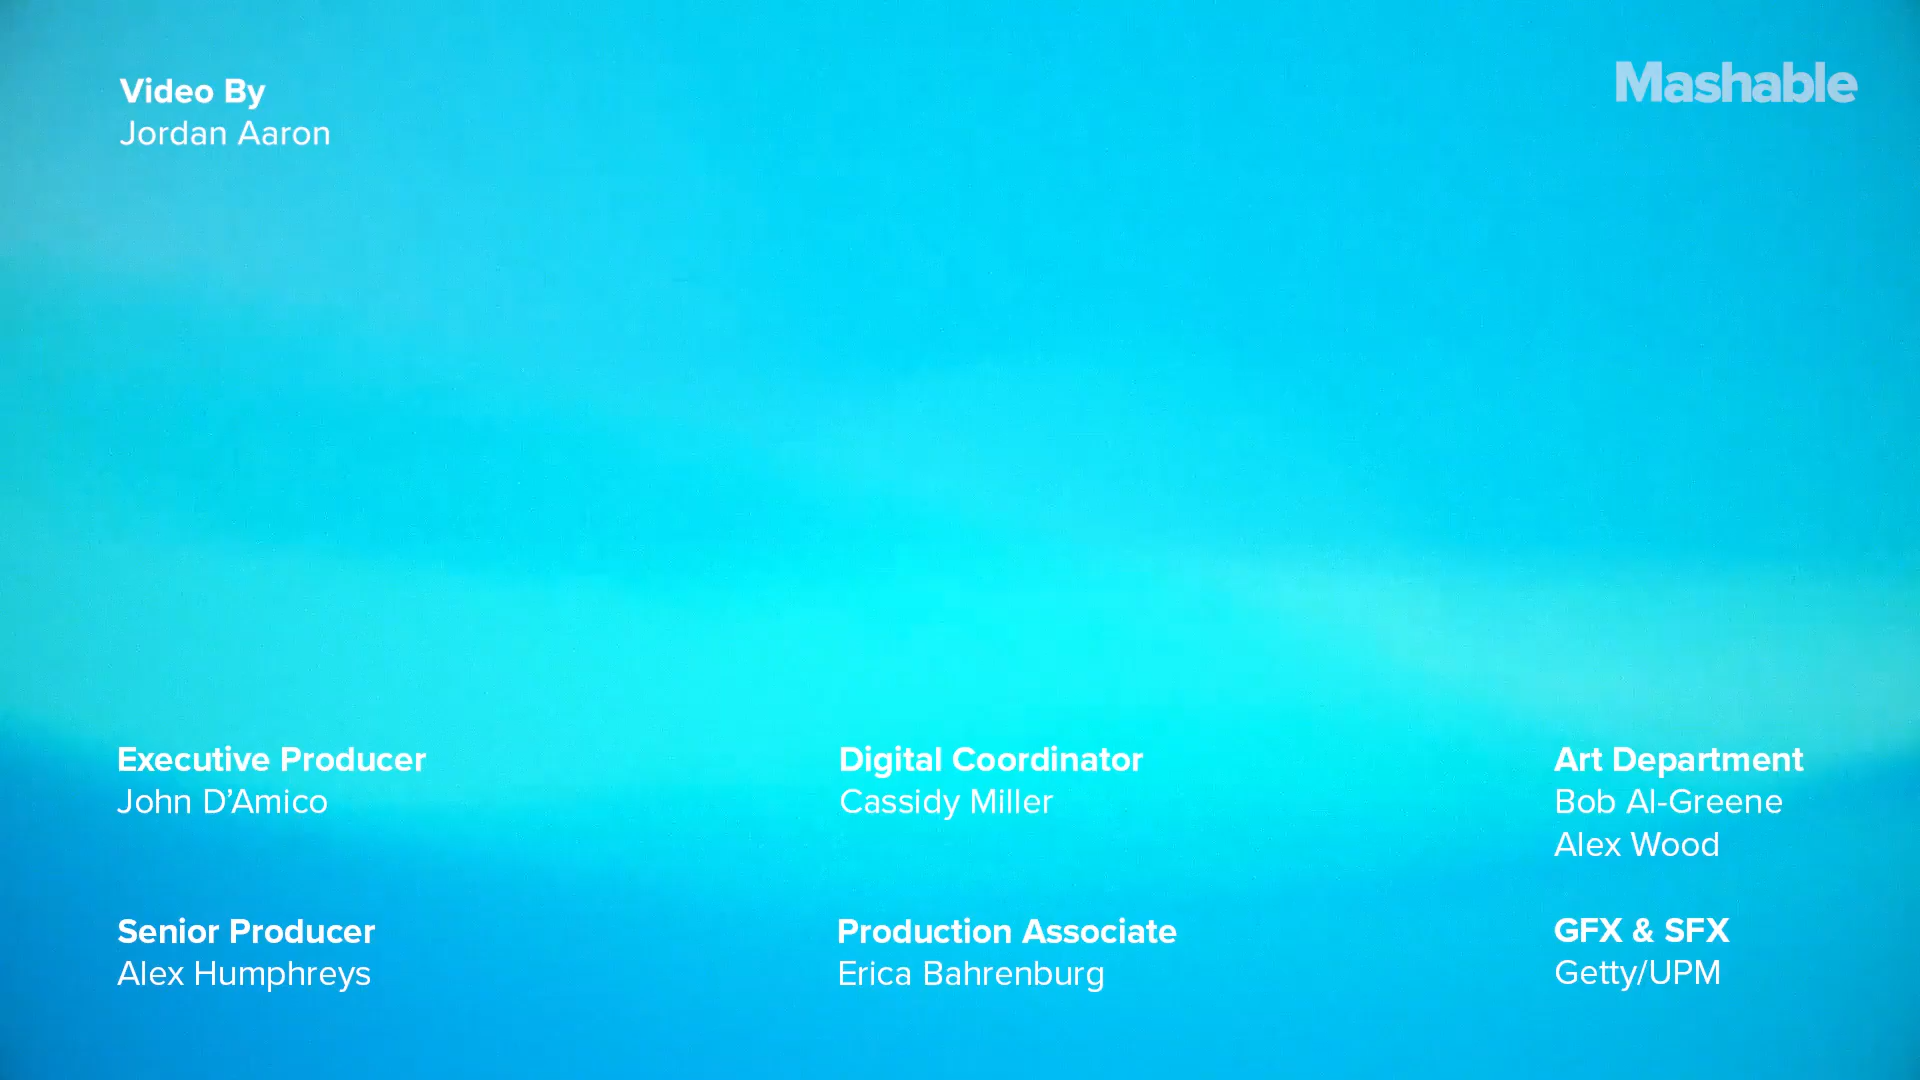 Video By
Jordan Aaron
Mashable
Executive Producer
John D’Amico
Digital Coordinator
Cassidy Miller
Art Department
Bob Al-Greene
Alex Wood
Senior Producer
Alex Humphreys
Production Associate
Erica Bahrenburg
GFX & SFX
Getty/UPM